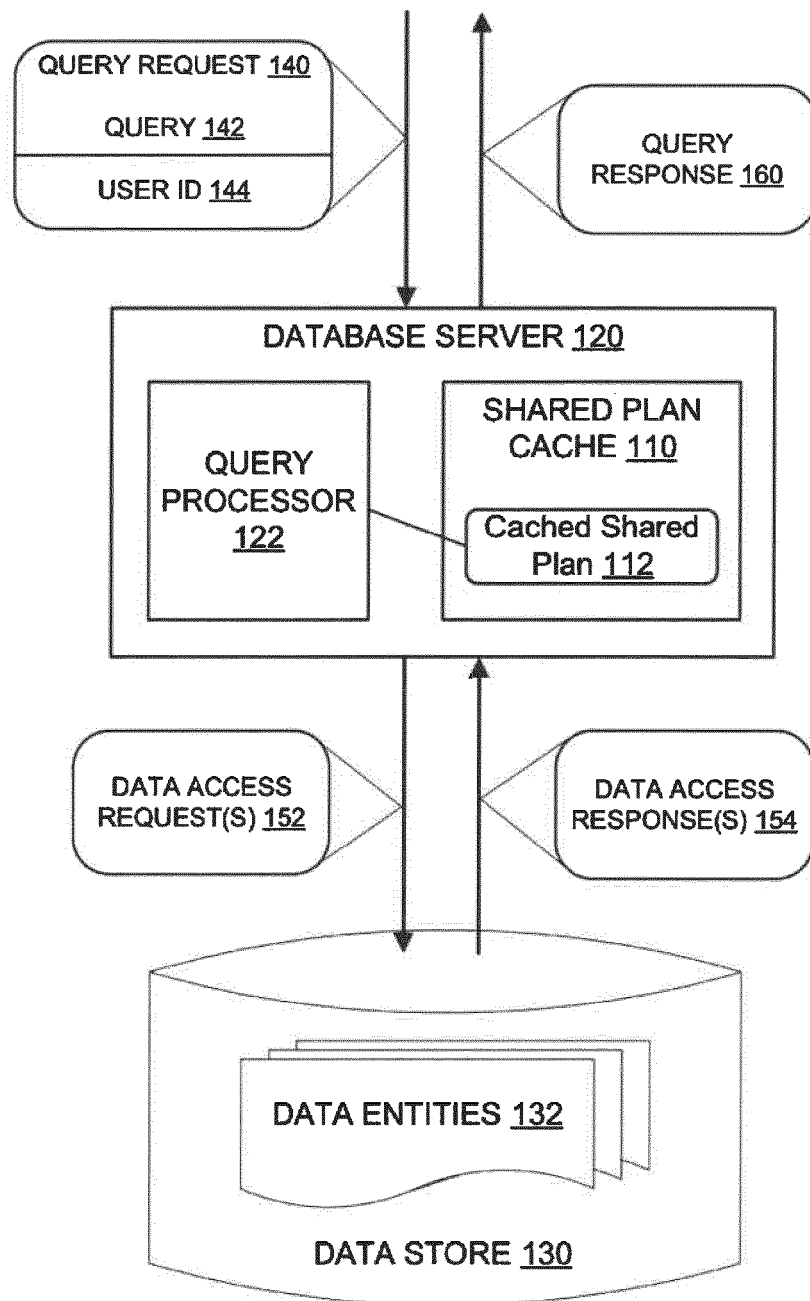 QUERY REQUEST 140
QUERY 142
USER ID 144
QUERY
RESPONSE 160
DATABASE SERVER 120
QUERY
PROCESSOR
122
SHARED PLAN
CACHE 110
Cached Shared
Plan 112
DATA ACCESS
REQUEST(S) 152
DATA ACCESS
RESPONSE(S) 154
DATA ENTITIES 132
DATA STORE 130